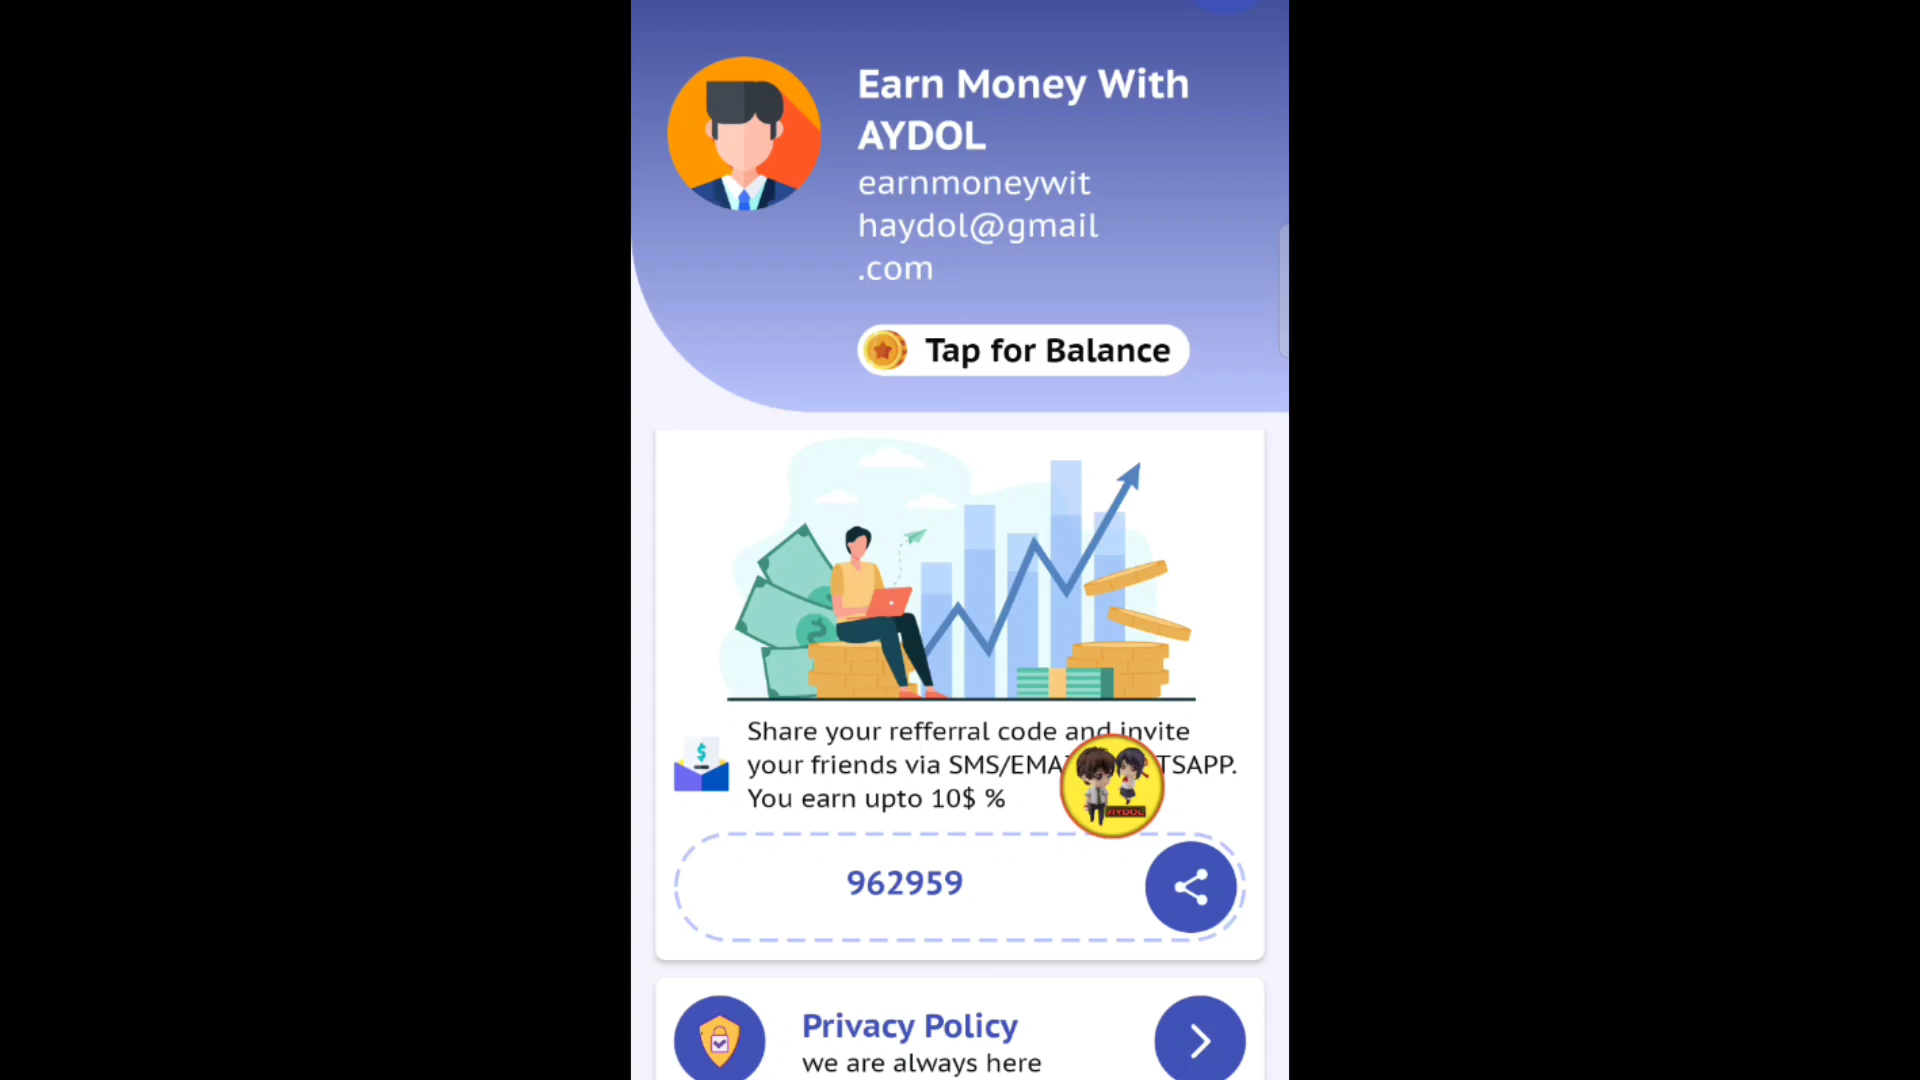 Earn Money With
AYDOL
earnmoneywit
haydol@gmail
.com
Tap for Balance
Share your refferral code and invite
your friends via SMS/EMA TSAPP.
You earn upto 10$ %
AYDOL
962959
Privacy Policy
we are always here